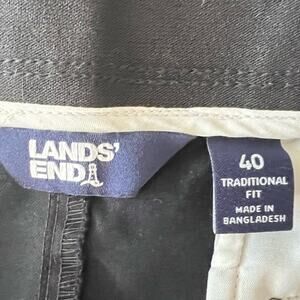 LANDS'
END
40
TRADITIONAL
FIT
MADE IN
BANGLADESH